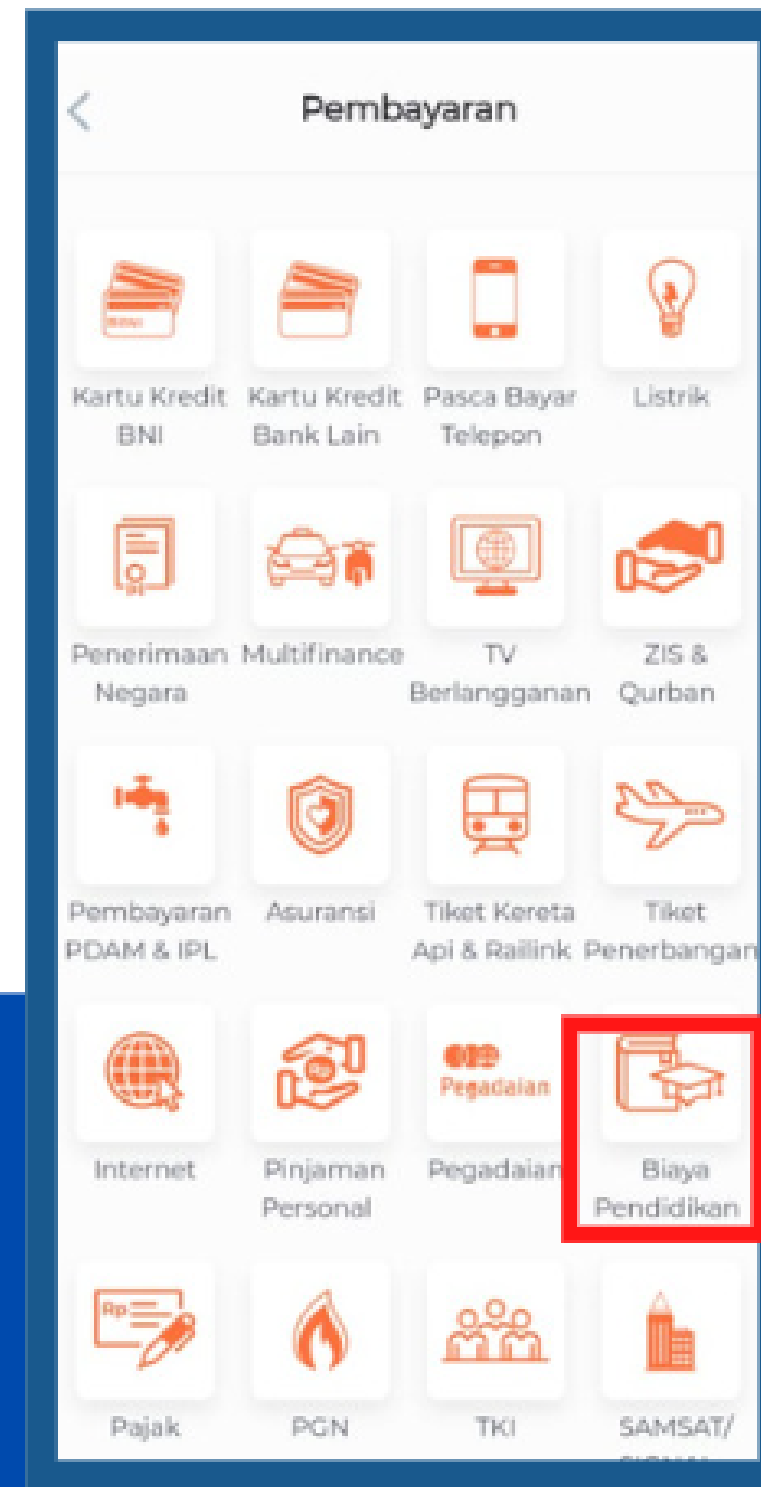 Pembayaran
Kartu Kredit BNI
Kartu Kredit Bank Lain
Pasca Bayar Telepon
Listrik
Penerimaan Negara
Multifinance
TV Berlangganan
ZIS & Qurban
Pembayaran PDAM & IPL
Asuransi
Tiket Kereta Api & Railink
Tiket Penerbangan
Internet
Rp
Pinjaman Personal
Pegadaian
Pegadaian
Biaya Pendidikan
Rp
Pajak
PGN
TKI
SAMSAT/